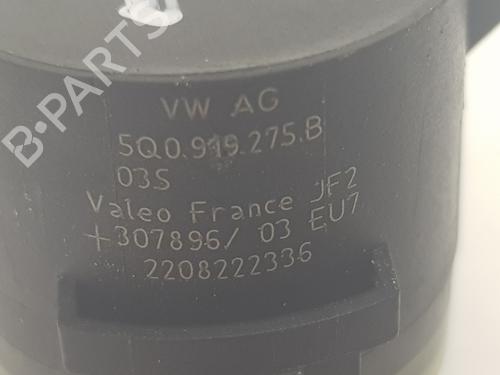 VW AG
5Q0.919.275.B
03S
Valeo France JF2
+307896/ 03 EU7
2208222336
B-PARTS